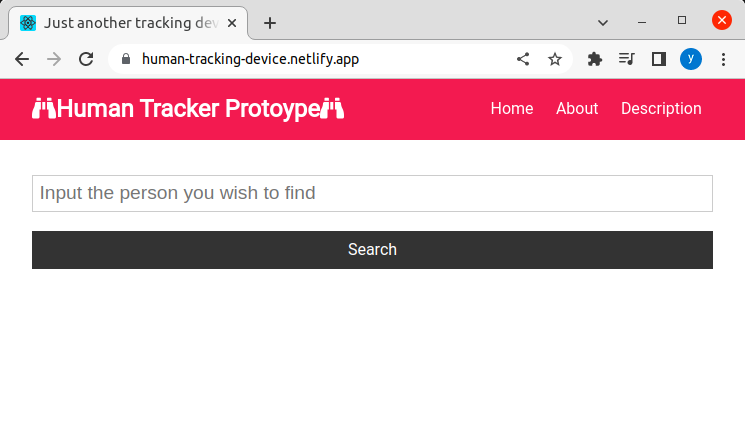 Just another tracking dev
human-tracking-device.netlify.app
y
Human Tracker Protoype
Home About Description
Input the person you wish to find
Search